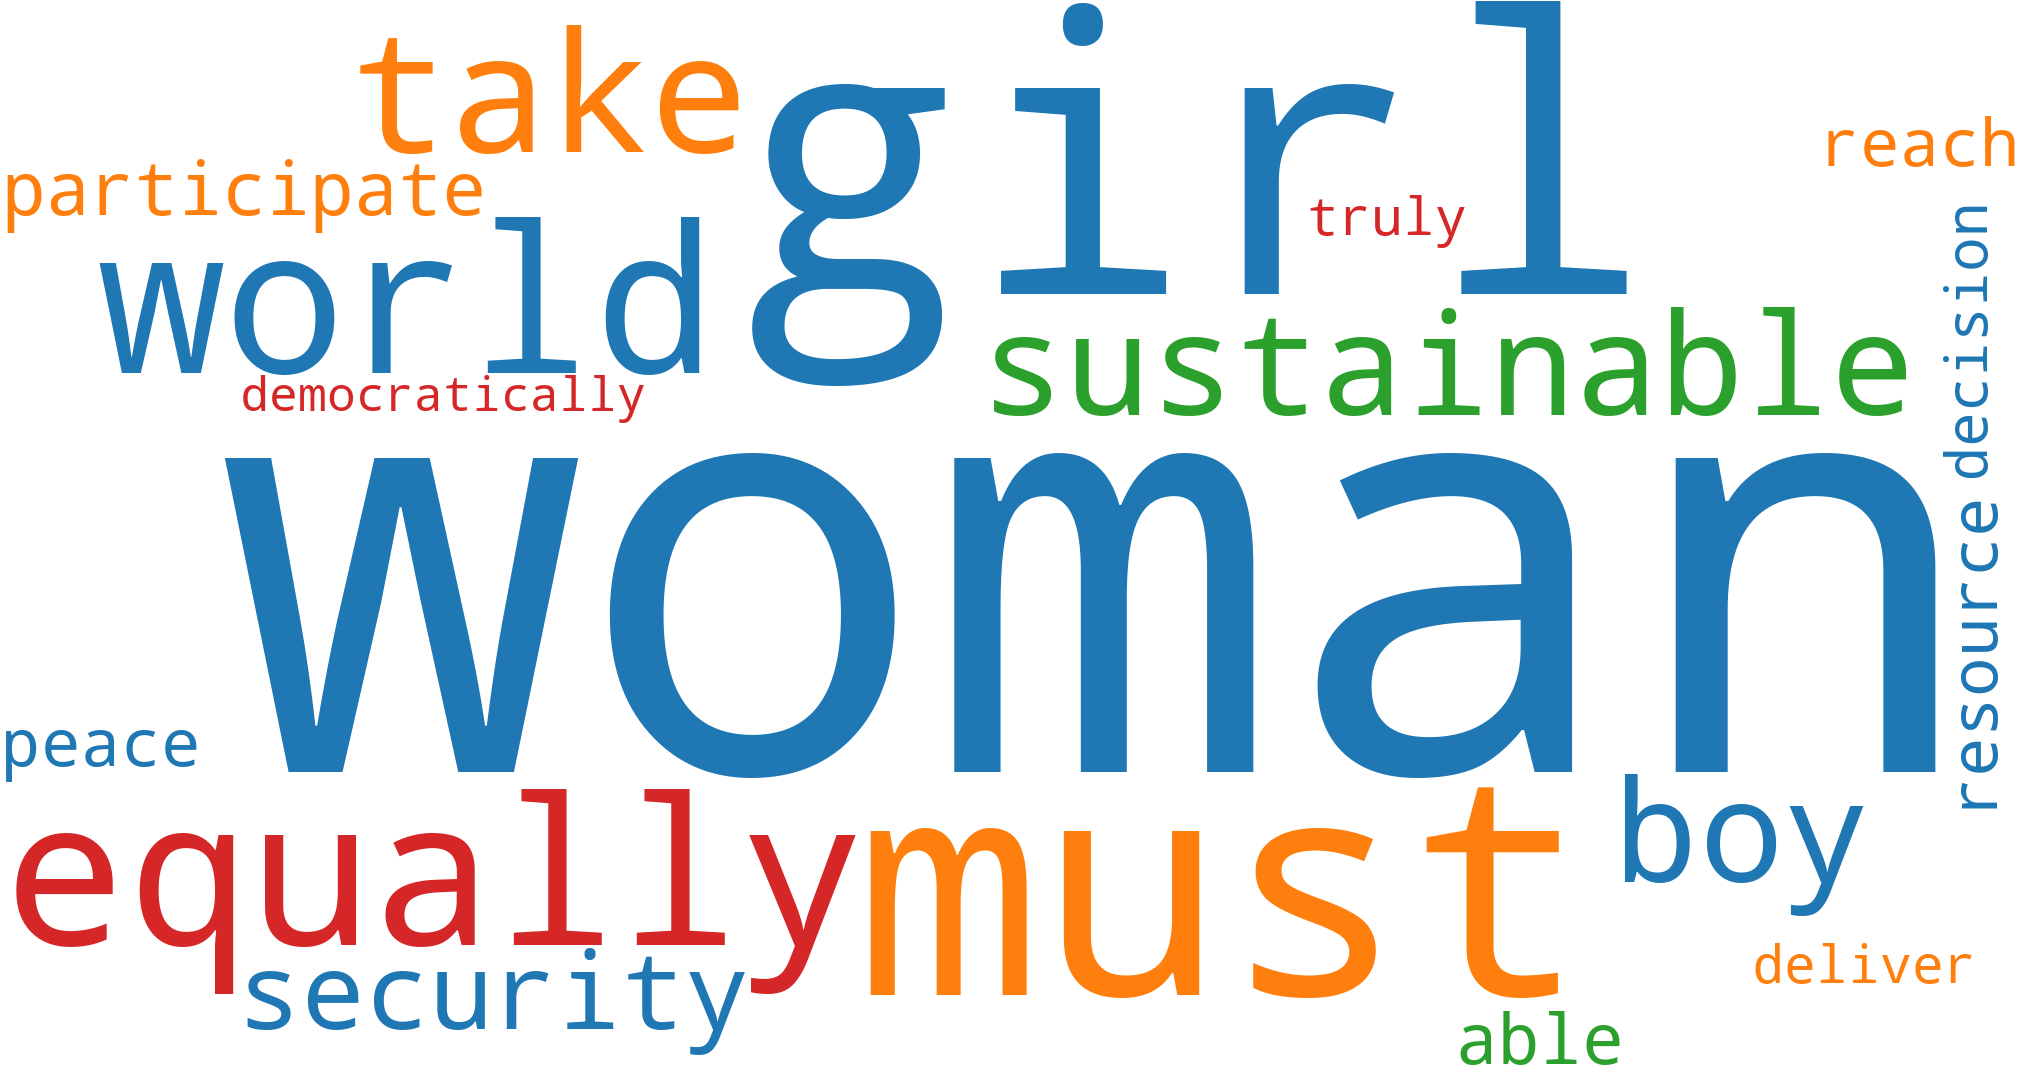 take
girl
reach
participate
truly
world
decision
sustainable
democratically
woman
resource
peace
equally
must
boy
security
deliver
able